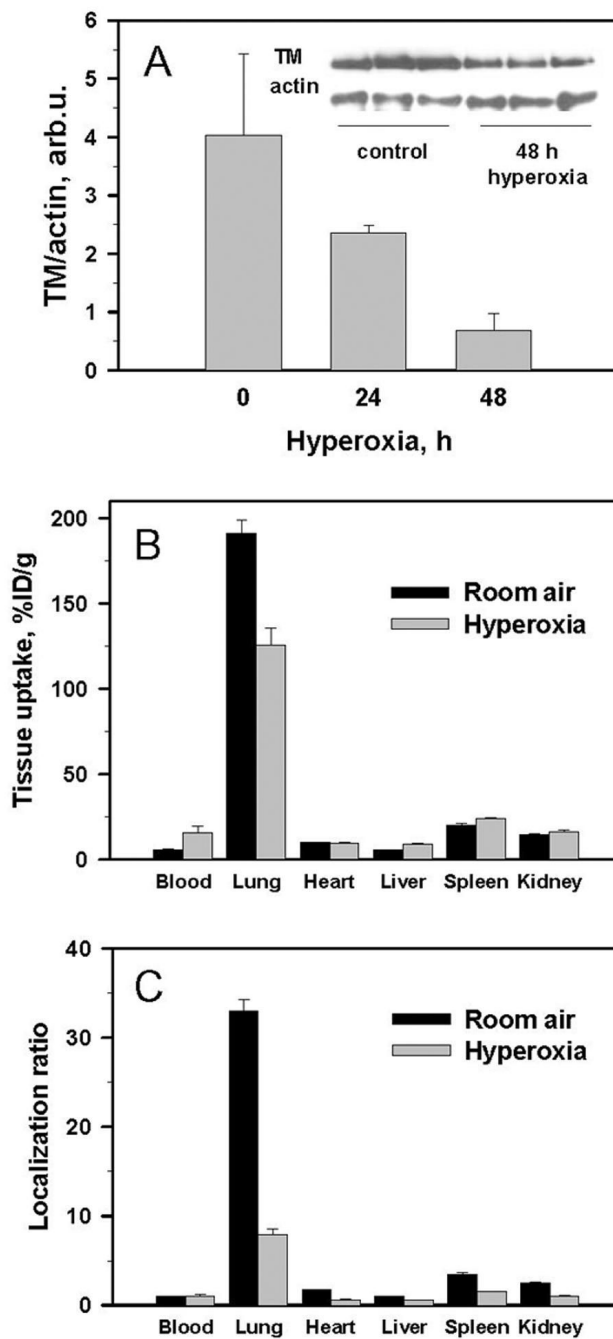 A
TM
actin
control
48 h
hyperoxia
TM/actin, arb.u.
6
5
4
3
2
1
0
0 24 48
Hyperoxia, h
B
Room air
Hyperoxia
Tissue uptake, %ID/g
200
150
100
50
0
Blood Lung Heart Liver Spleen Kidney
C
Room air
Hyperoxia
Localization ratio
40
30
20
10
0
Blood Lung Heart Liver Spleen Kidney